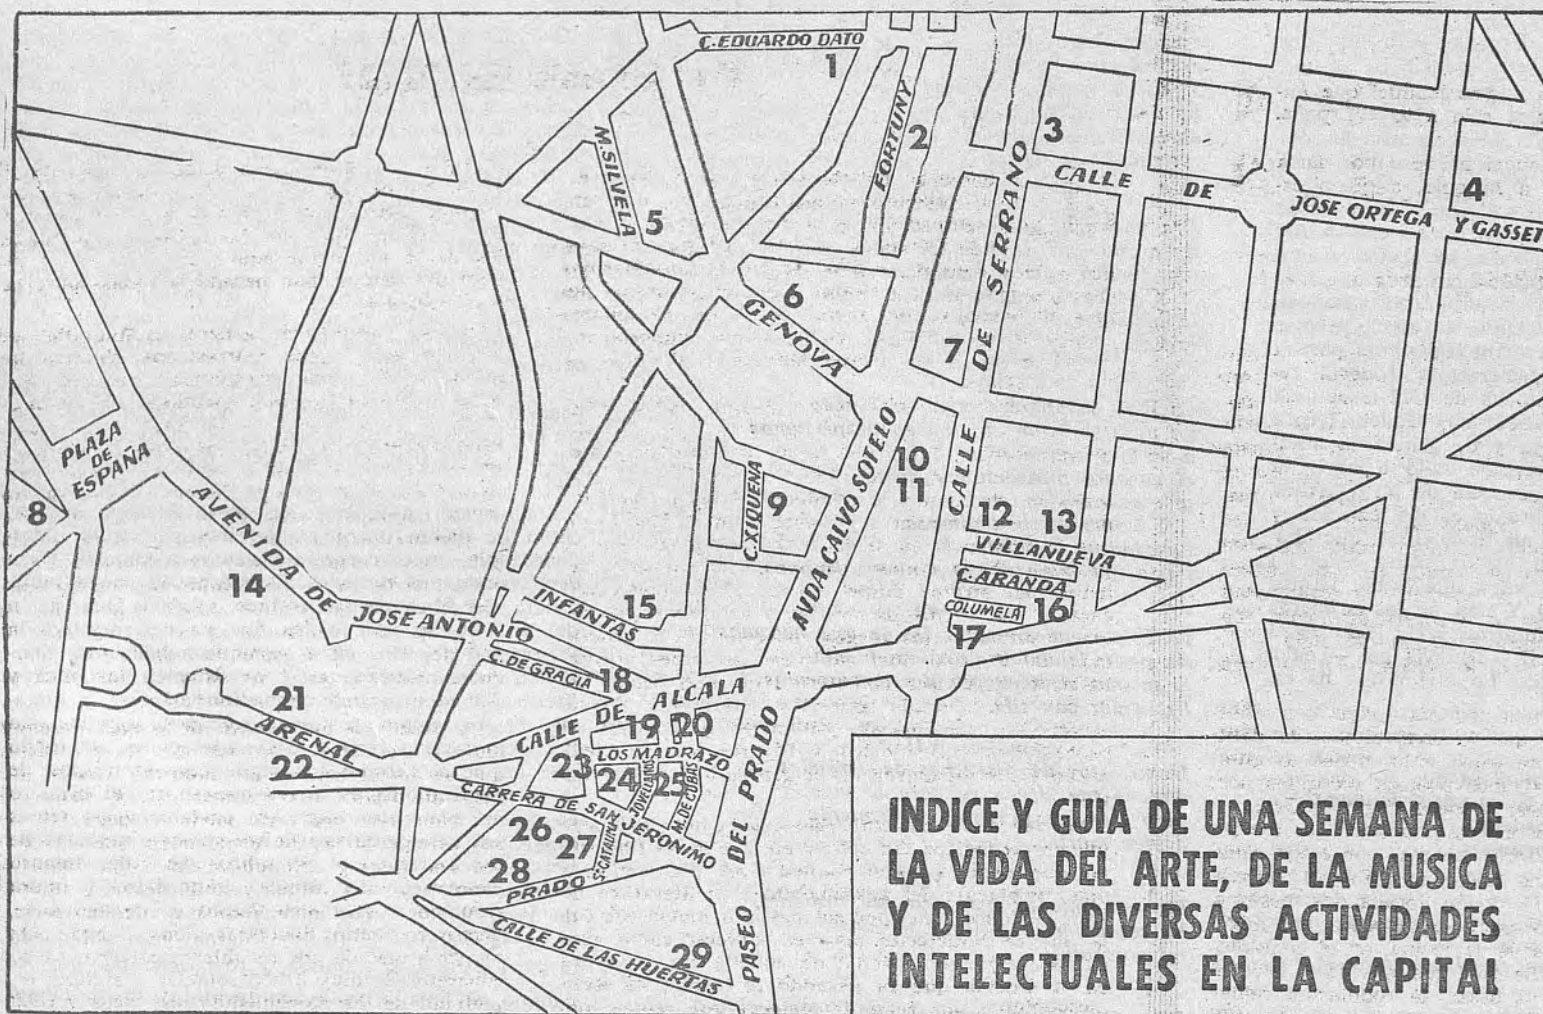 C. EDUARDO DATO
1
FORTUNY
2
3
M. SILVELA
5
CALLE DE JOSE ORTEGA Y GASSET
4
6
GENOVA
7
CALLE DE SERRANO
PLAZA
DE
ESPAÑA
8
C. XIQUENA
9
AVDA. CALVO SOTELO
10
11
12
13
VILLANUEVA
C. ARANDA
COLUMELA
16
17
14
AVENIDA DE JOSE ANTONIO
INFANTAS
15
C. DE GRACIA
18
CALLE DE ALCALA
19
20
LOS MADRAZO
21
ARENAL
22
23
24
JOVELLANOS
25
M. DE CUBAS
CARRERA DE SAN JERONIMO
26
27
S. CATALINA
28
PRADO
CALLE DE LAS HUERTAS
29
PASEO DEL PRADO
INDICE Y GUIA DE UNA SEMANA DE
LA VIDA DEL ARTE, DE LA MUSICA
Y DE LAS DIVERSAS ACTIVIDADES
INTELECTUALES EN LA CAPITAL